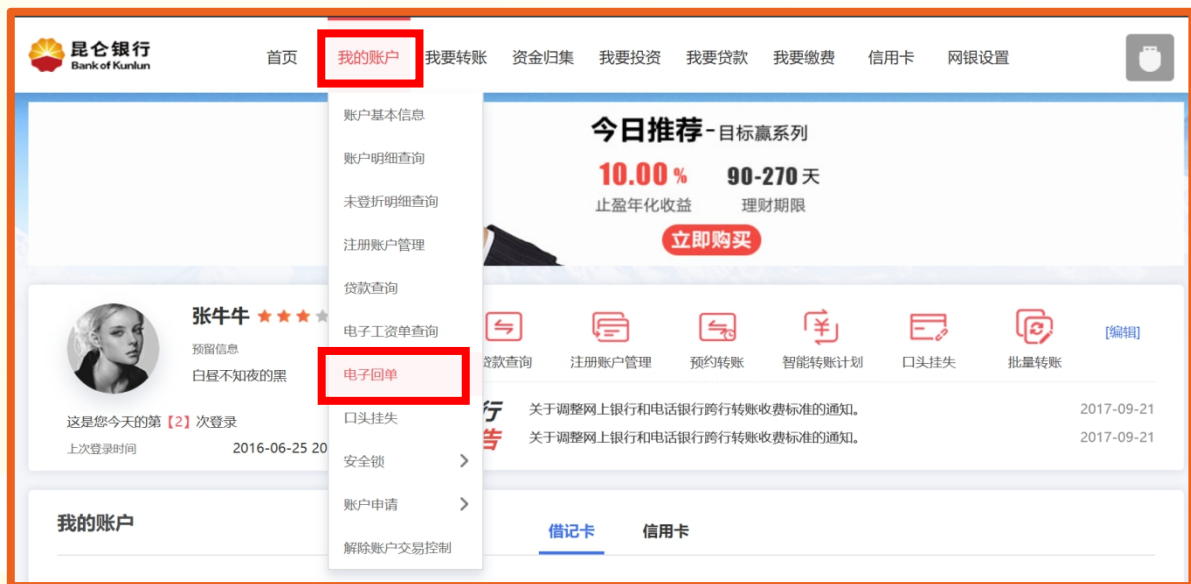 昆仑银行
Bank of Kunlun
首页 我的账户 我要转账 资金归集 我要投资 我要贷款 我要缴费 信用卡 网银设置
账户基本信息
账户明细查询
未登折明细查询
注册账户管理
贷款查询
电子工资单查询
电子回单
口头挂失
安全锁
账户申请
解除账户交易控制
今日推荐-目标赢系列
10.00% 90-270天
止盈年化收益 理财期限
立即购买
张牛牛
预留信息
白昼不知夜的黑
这是您今天的第【2】次登录
上次登录时间 2016-06-25 20
贷款查询 注册账户管理 预约转账 智能转账计划 口头挂失 批量转账 [编辑]
行 关于调整网上银行和电话银行跨行转账收费标准的通知。 2017-09-21
告 关于调整网上银行和电话银行跨行转账收费标准的通知。 2017-09-21
我的账户
借记卡 信用卡